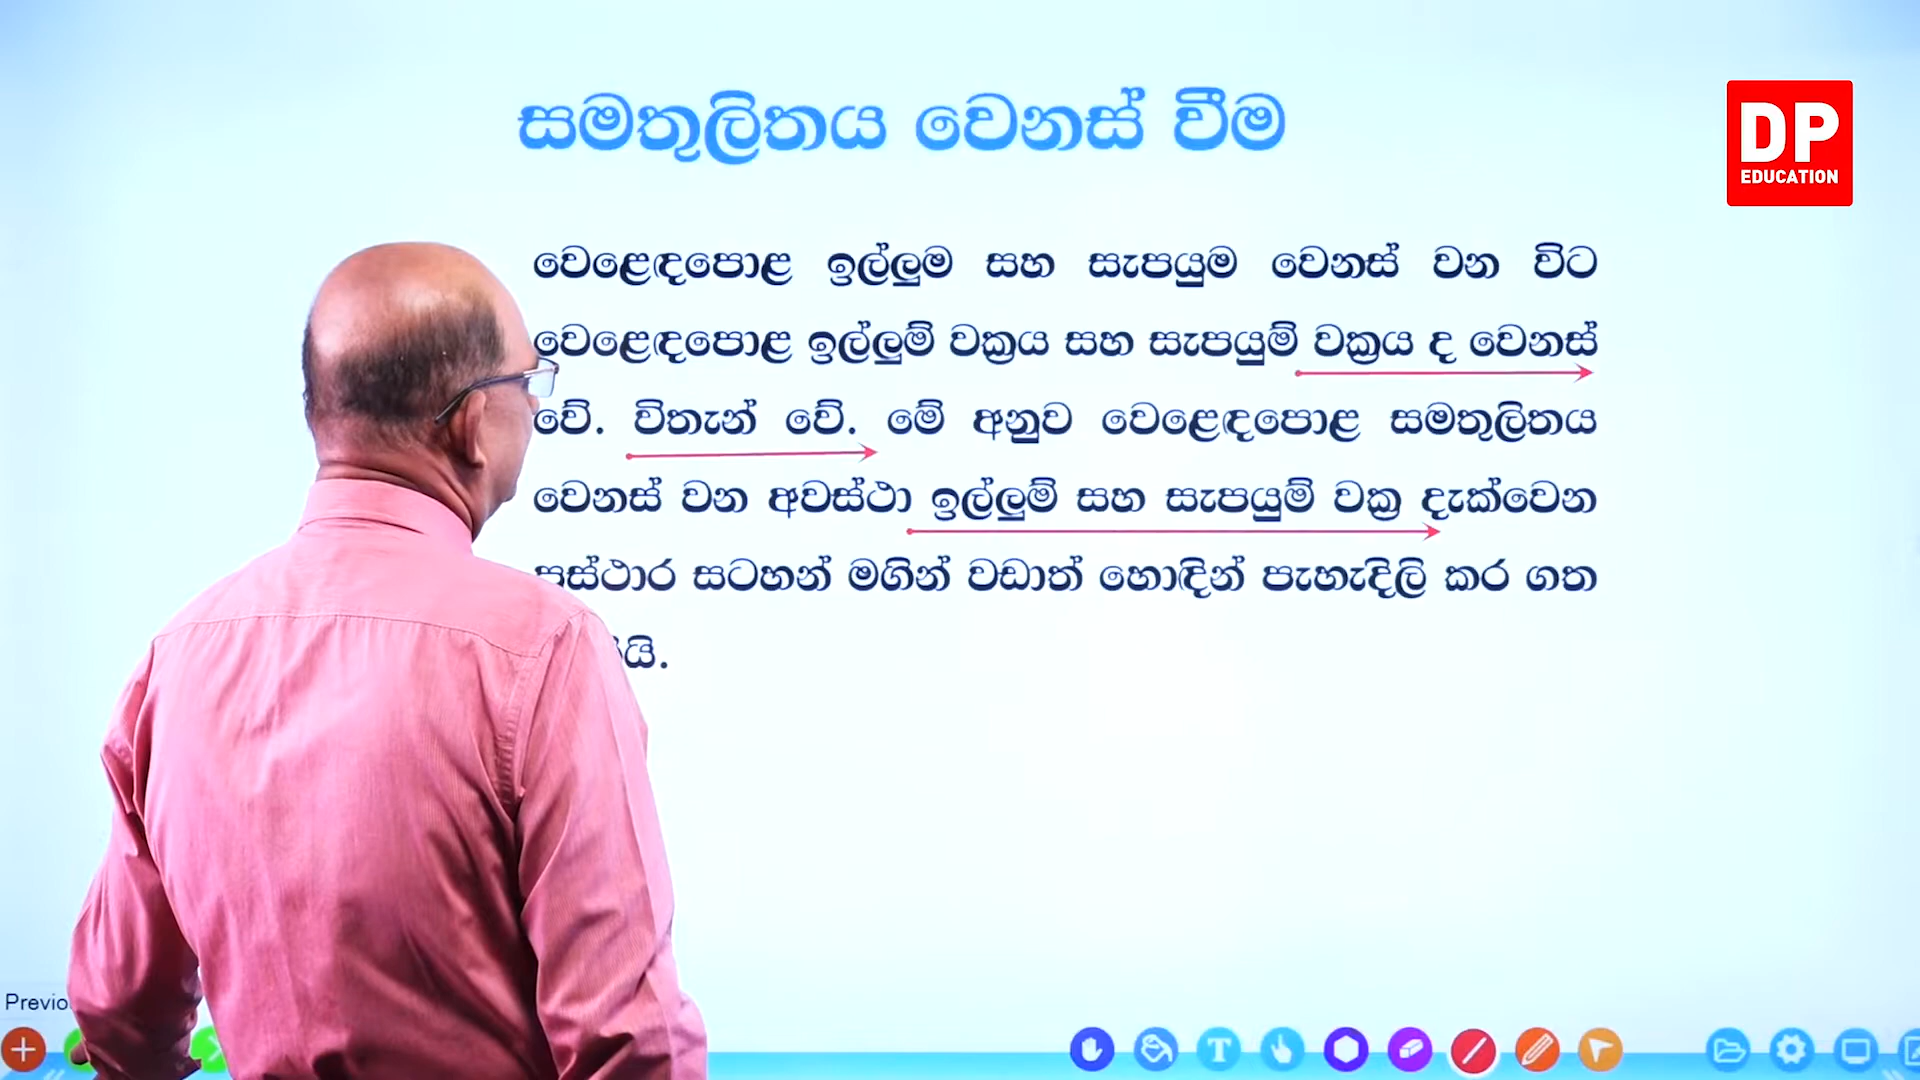 සමතුලිතය වෙනස් වීම
DP
EDUCATION
වෙළෙඳපොළ ඉල්ලුම සහ සැපයුම වෙනස් වන විට
වෙළෙඳපොළ ඉල්ලුම් වක්‍රය සහ සැපයුම් වක්‍රය ද වෙනස්
වේ. විතැන් වේ. මේ අනුව වෙළෙඳපොළ සමතුලිතය
වෙනස් වන අවස්ථා ඉල්ලුම් සහ සැපයුම් වක්‍ර දැක්වෙන
ප්‍රස්ථාර සටහන් මගින් වඩාත් හොඳින් පැහැදිලි කර ගත